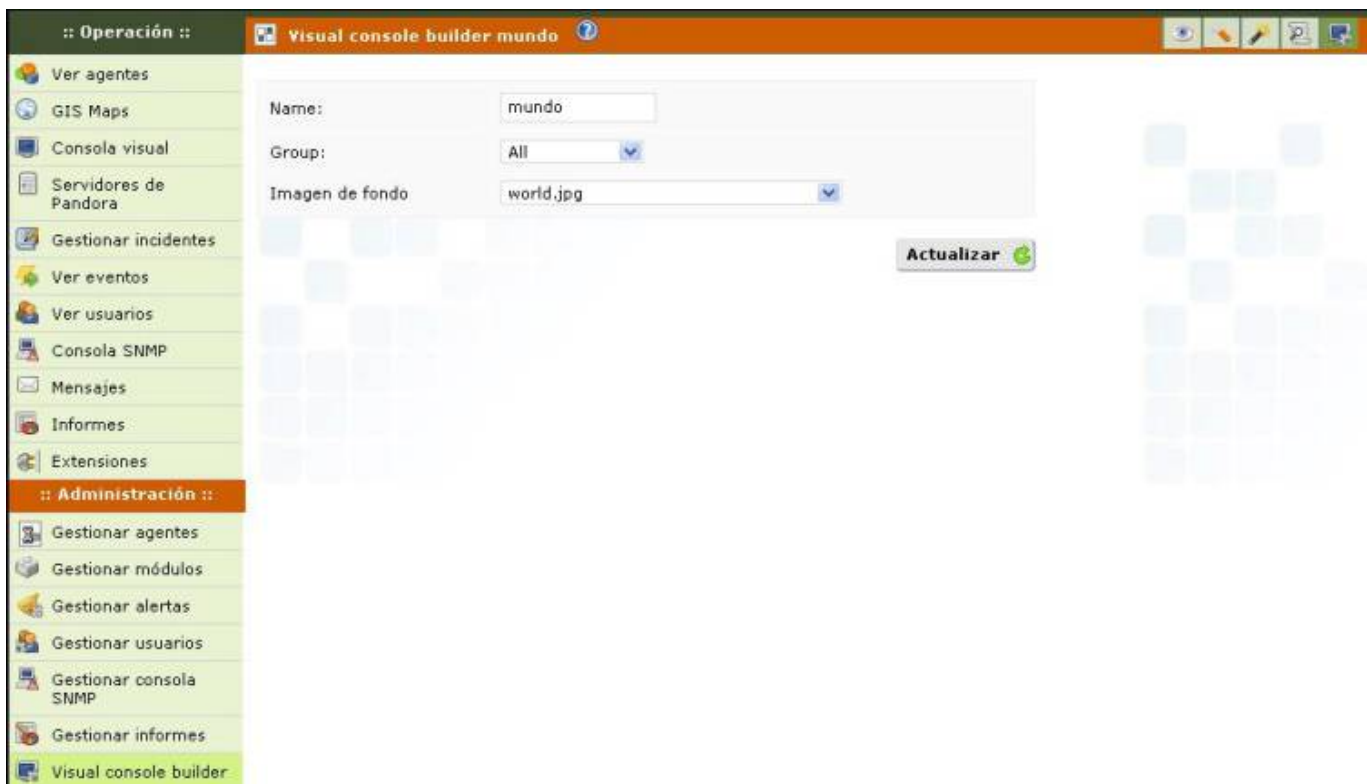 :: Operación ::
Ver agentes
GIS Maps
Consola visual
Servidores de
Pandora
Gestionar incidentes
Ver eventos
Ver usuarios
Consola SNMP
Mensajes
Informes
Extensiones
:: Administración ::
Gestionar agentes
Gestionar módulos
Gestionar alertas
Gestionar usuarios
Gestionar consola
SNMP
Gestionar informes
Visual console builder
Visual console builder mundo ?
Name: mundo
Group: All
Imagen de fondo world.jpg
Actualizar